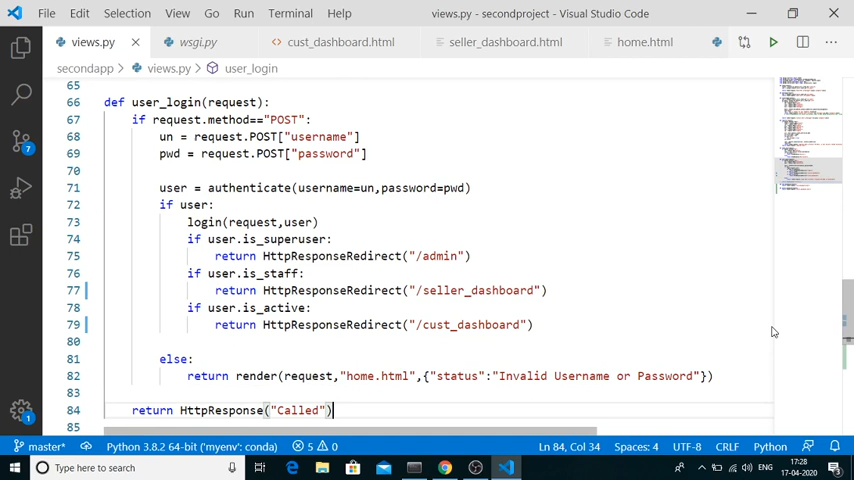 File Edit Selection View Go Run Terminal Help views.py - secondproject - Visual Studio Code
views.py wsgi.py cust_dashboard.html seller_dashboard.html home.html
secondapp > views.py > user_login
65
66 def user_login(request):
67 if request.method=="POST":
68 un = request.POST["username"]
69 pwd = request.POST["password"]
70
71 user = authenticate(username=un,password=pwd)
72 if user:
73 login(request,user)
74 if user.is_superuser:
75 return HttpResponseRedirect("/admin")
76 if user.is_staff:
77 return HttpResponseRedirect("/seller_dashboard")
78 if user.is_active:
79 return HttpResponseRedirect("/cust_dashboard")
80
81 else:
82 return render(request,"home.html",{"status":"Invalid Username or Password"})
83
84 return HttpResponse("Called")
85
7
1
master* Python 3.8.2 64-bit ('myenv': conda) 5 0 Ln 84, Col 34 Spaces: 4 UTF-8 CRLF Python
Type here to search ENG 17:28
17-04-2020
3